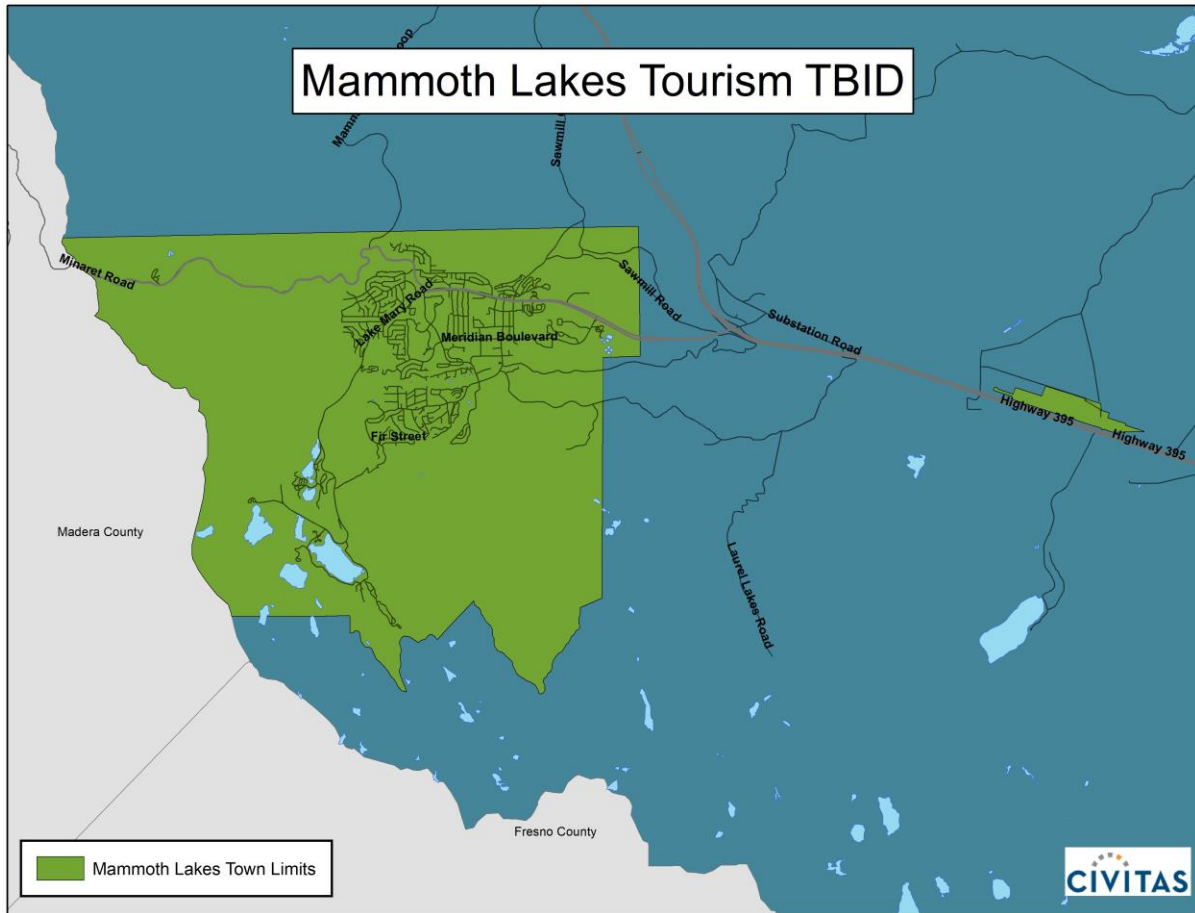 Mammoth Lakes Tourism TBID
Sawmill
Minaret Road
Lake Mary Road
Sawmill Road
Meridian Boulevard
Substation Road
Highway 395
Highway 395
Fir Street
Madera County
Laurel Lakes Road
Fresno County
Mammoth Lakes Town Limits
CIVITAS